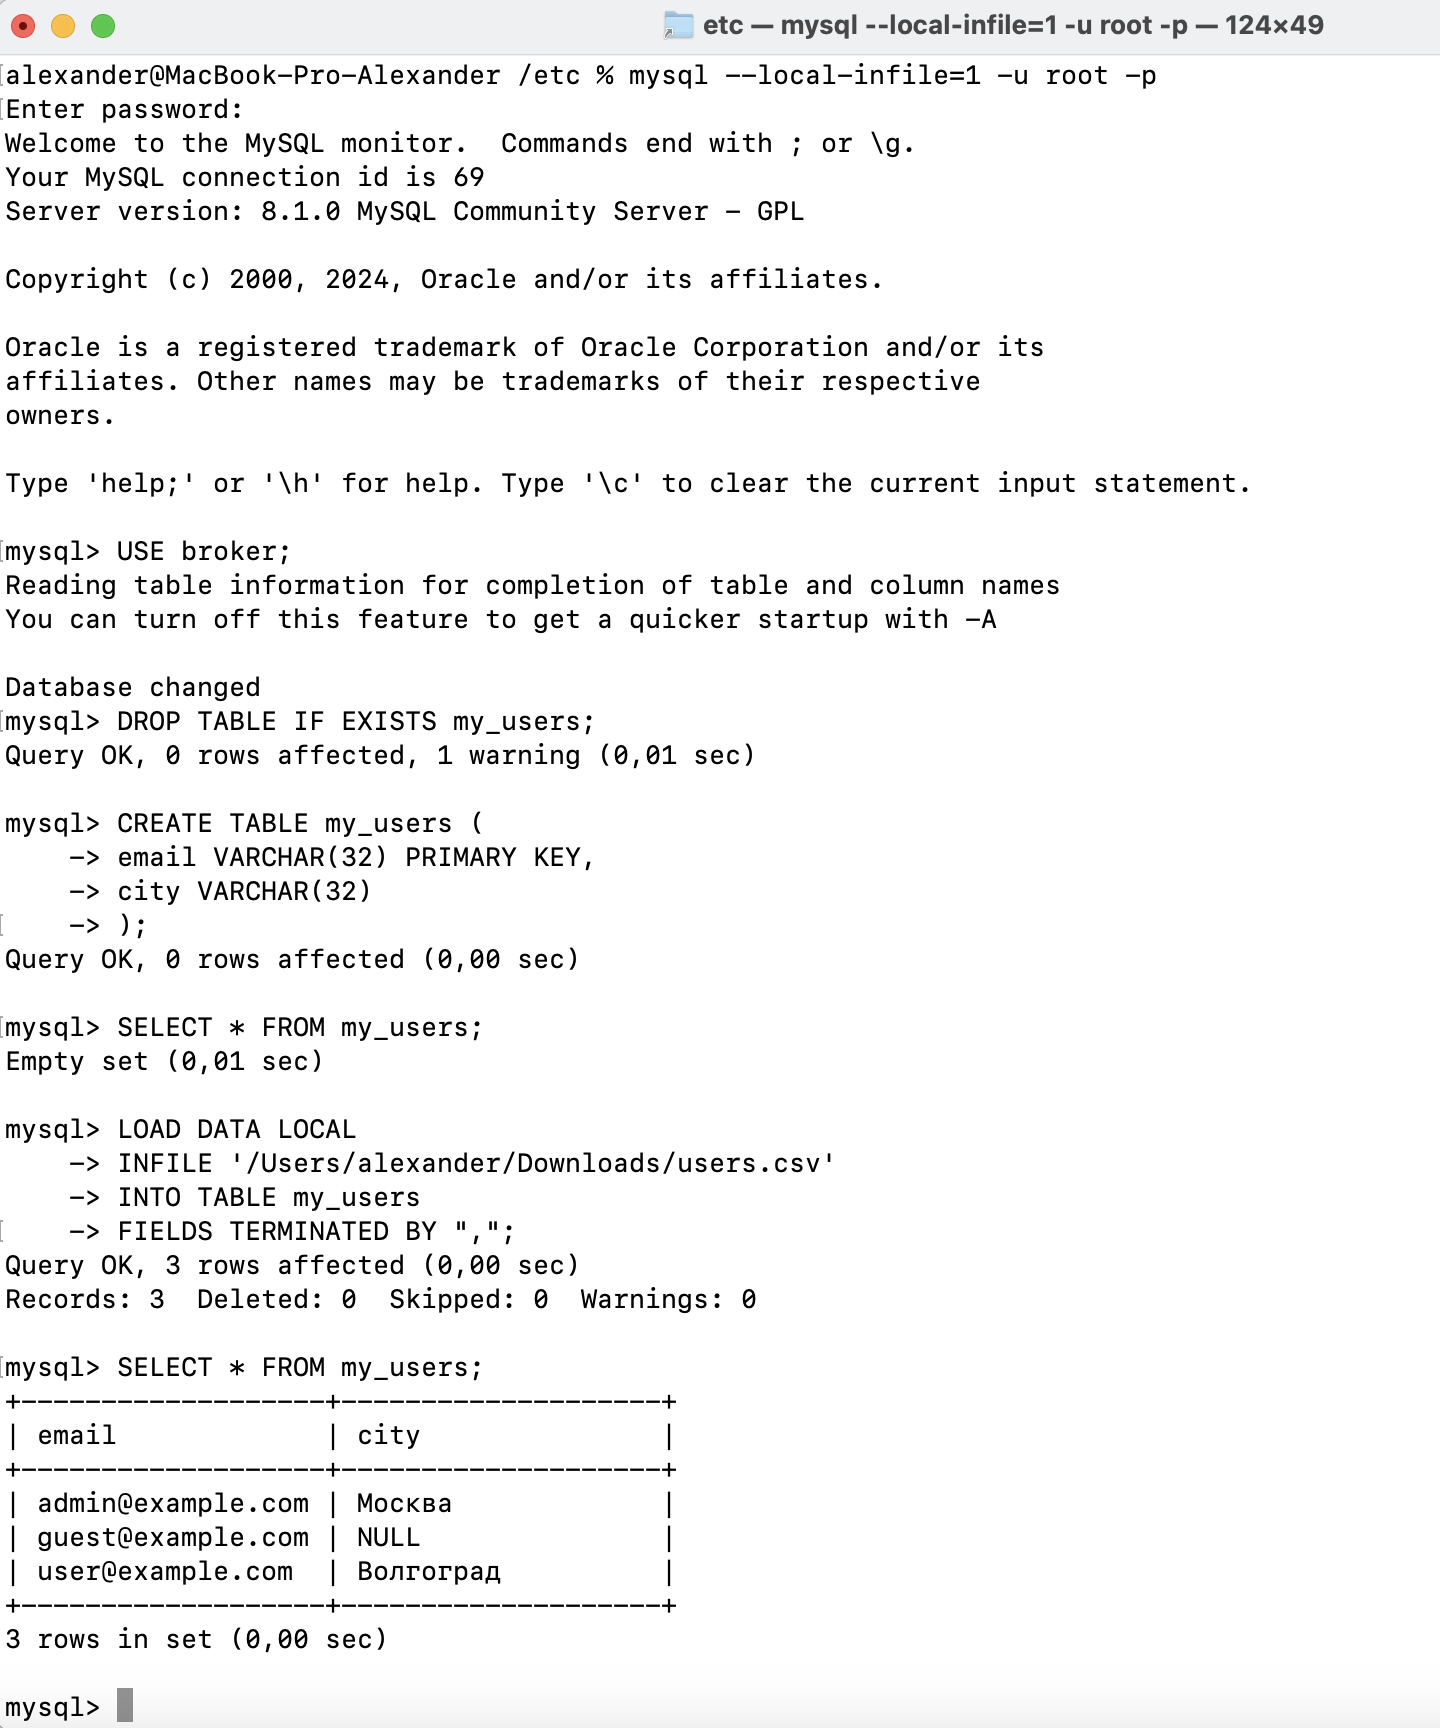 etc — mysql --local-infile=1 -u root -p — 124×49
alexander@MacBook-Pro-Alexander /etc % mysql --local-infile=1 -u root -p
Enter password:
Welcome to the MySQL monitor.  Commands end with ; or \g.
Your MySQL connection id is 69
Server version: 8.1.0 MySQL Community Server - GPL

Copyright (c) 2000, 2024, Oracle and/or its affiliates.

Oracle is a registered trademark of Oracle Corporation and/or its
affiliates. Other names may be trademarks of their respective
owners.

Type 'help;' or '\h' for help. Type '\c' to clear the current input statement.

mysql> USE broker;
Reading table information for completion of table and column names
You can turn off this feature to get a quicker startup with -A

Database changed
mysql> DROP TABLE IF EXISTS my_users;
Query OK, 0 rows affected, 1 warning (0,01 sec)

mysql> CREATE TABLE my_users (
    -> email VARCHAR(32) PRIMARY KEY,
    -> city VARCHAR(32)
    -> );
Query OK, 0 rows affected (0,00 sec)

mysql> SELECT * FROM my_users;
Empty set (0,01 sec)

mysql> LOAD DATA LOCAL
    -> INFILE '/Users/alexander/Downloads/users.csv'
    -> INTO TABLE my_users
    -> FIELDS TERMINATED BY ",";
Query OK, 3 rows affected (0,00 sec)
Records: 3  Deleted: 0  Skipped: 0  Warnings: 0

mysql> SELECT * FROM my_users;
+-------------------+--------------------+
| email             | city               |
+-------------------+--------------------+
| admin@example.com | Москва             |
| guest@example.com | NULL               |
| user@example.com  | Волгоград          |
+-------------------+--------------------+
3 rows in set (0,00 sec)

mysql>